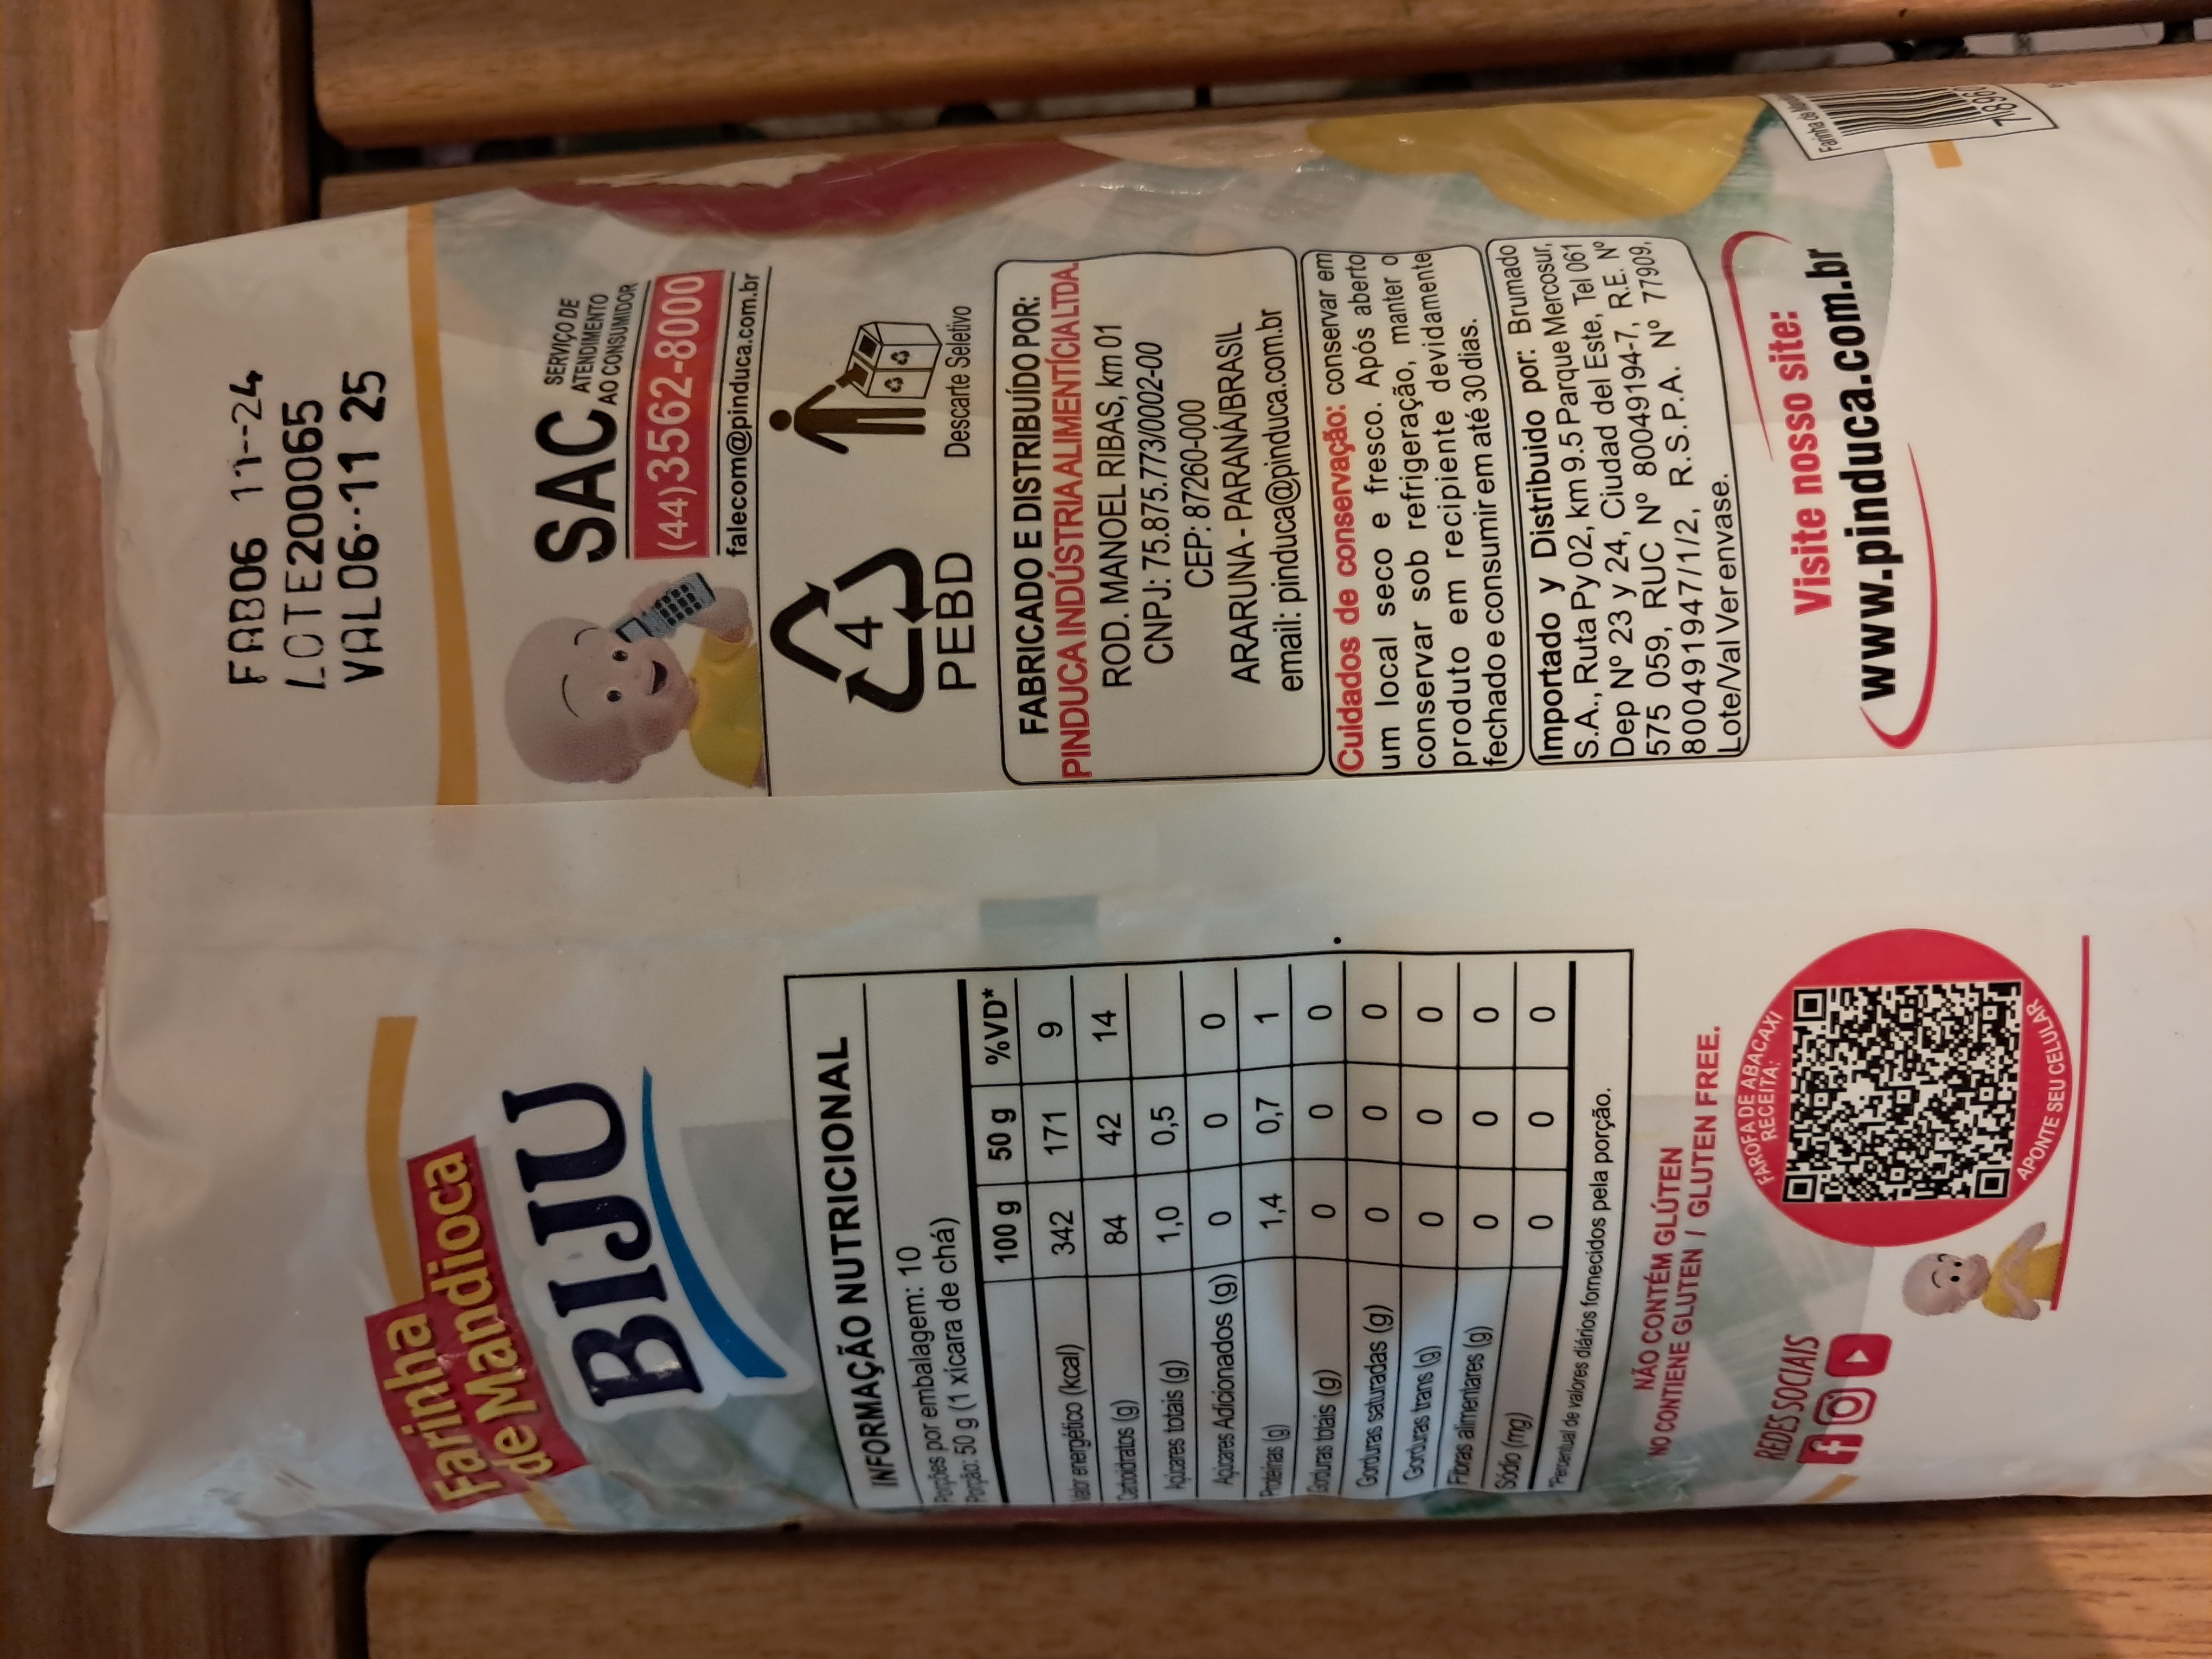 Farinha
de Mandioca
BIJU
INFORMAÇÃO NUTRICIONAL
Porções por embalagem: 10
Porção: 50 g (1 xícara de chá)
100 g 50 g %VD*
Valor energético (kcal) 342 171 9
Carboidratos (g) 84 42 14
Açúcares totais (g) 1,0 0,5
Açúcares Adicionados (g) 0 0 0
Proteínas (g) 1,4 0,7 1
Gorduras totais (g) 0 0 0
Gorduras saturadas (g) 0 0 0
Gorduras trans (g) 0 0 0
Fibras alimentares (g) 0 0 0
Sódio (mg) 0 0 0
*Percentual de valores diários fornecidos pela porção.
NÃO CONTÉM GLÚTEN
NO CONTIENE GLUTEN / GLUTEN FREE.
REDES SOCIAIS
FAROFA DE ABACAXI
RECEITA:
APONTE SEU CELULAR
FAB06 11--24
LOTE200065
VAL06--11 25
SAC
SERVIÇO DE
ATENDIMENTO
AO CONSUMIDOR
(44)3562-8000
falecom@pinduca.com.br
4
PEBD
Descarte Seletivo
FABRICADO E DISTRIBUÍDO POR:
PINDUCA INDÚSTRIA ALIMENTÍCIA LTDA.
ROD. MANOEL RIBAS, km 01
CNPJ: 75.875.773/0002-00
CEP: 87260-000
ARARUNA - PARANÁ/BRASIL
email: pinduca@pinduca.com.br
Cuidados de conservação: conservar em
um local seco e fresco. Após aberto
conservar sob refrigeração, manter o
produto em recipiente devidamente
fechado e consumir em até 30 dias.
Importado y Distribuido por: Brumado
S.A., Ruta Py 02, km 9.5 Parque Mercosur,
Dep Nº 23 y 24, Ciudad del Este, Tel 061
575 059, RUC Nº 80049194-7, R.E. Nº
800491947/1/2, R.S.P.A. Nº 77909,
Lote/Val Ver envase.
Visite nosso site:
www.pinduca.com.br
Farinha de